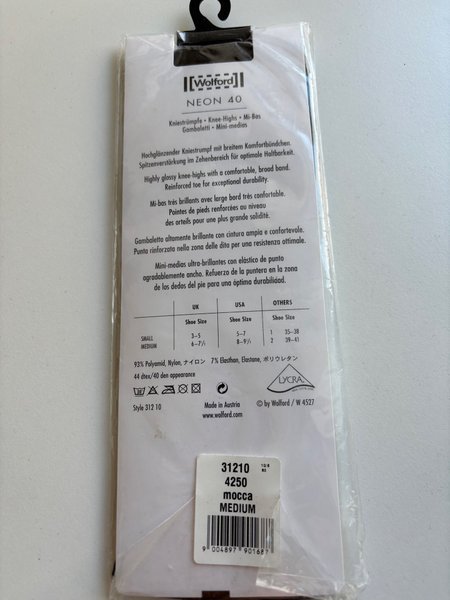 Wolford
NEON 40
Kniestrümpfe • Knee-Highs • Mi-Bas
Gambaletti • Mini-medias
Hochglänzender Kniestrumpf mit breitem Komfortbündchen.
Spitzenverstärkung im Zehenbereich für optimale Haltbarkeit.
Highly glossy knee-highs with a comfortable, broad band.
Reinforced toe for exceptional durability.
Mi-bas très brillants avec large bord très confortable.
Pointes de pieds renforcées au niveau
des orteils pour une plus grande solidité.
Gambaletto altamente brillante con cintura ampia e confortevole.
Punta rinforzata nella zona delle dita per una resistenza ottimale.
Mini-medias ultra-brillantes con elástico de punto
agradablemente ancho. Refuerzo de la puntera en la zona
de los dedos del pie para una óptima durabilidad.
UK USA OTHERS
Shoe Size Shoe Size Shoe Size
SMALL 3–5 5–7 1 35–38
MEDIUM 6–7½ 8–9½ 2 39–41
93% Polyamid, Nylon, ナイロン 7% Elasthan, Elastane, ポリウレタン
44 dtex/40 den appearance
LYCRA
Style 312 10
Made in Austria
www.wolford.com
© by Wolford / W 4527
31210
4250
mocca
MEDIUM
9 004897 901687